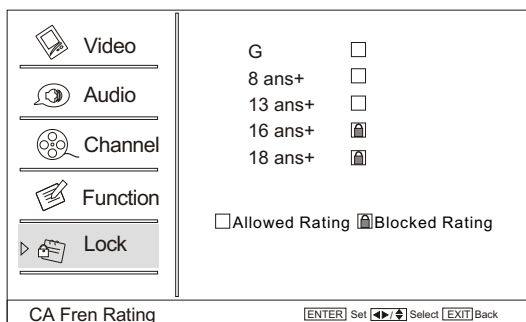 Video
Audio
Channel
Function
Lock
G
8 ans+
13 ans+
16 ans+
18 ans+
Allowed Rating Blocked Rating
CA Fren Rating
ENTER Set / Select EXIT Back